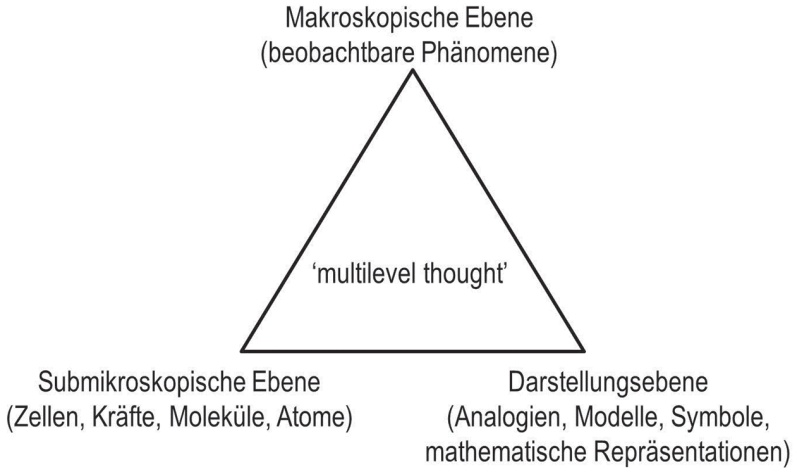 Makroskopische Ebene
(beobachtbare Phänomene)
‘multilevel thought’
Submikroskopische Ebene
(Zellen, Kräfte, Moleküle, Atome)
Darstellungsebene
(Analogien, Modelle, Symbole,
mathematische Repräsentationen)